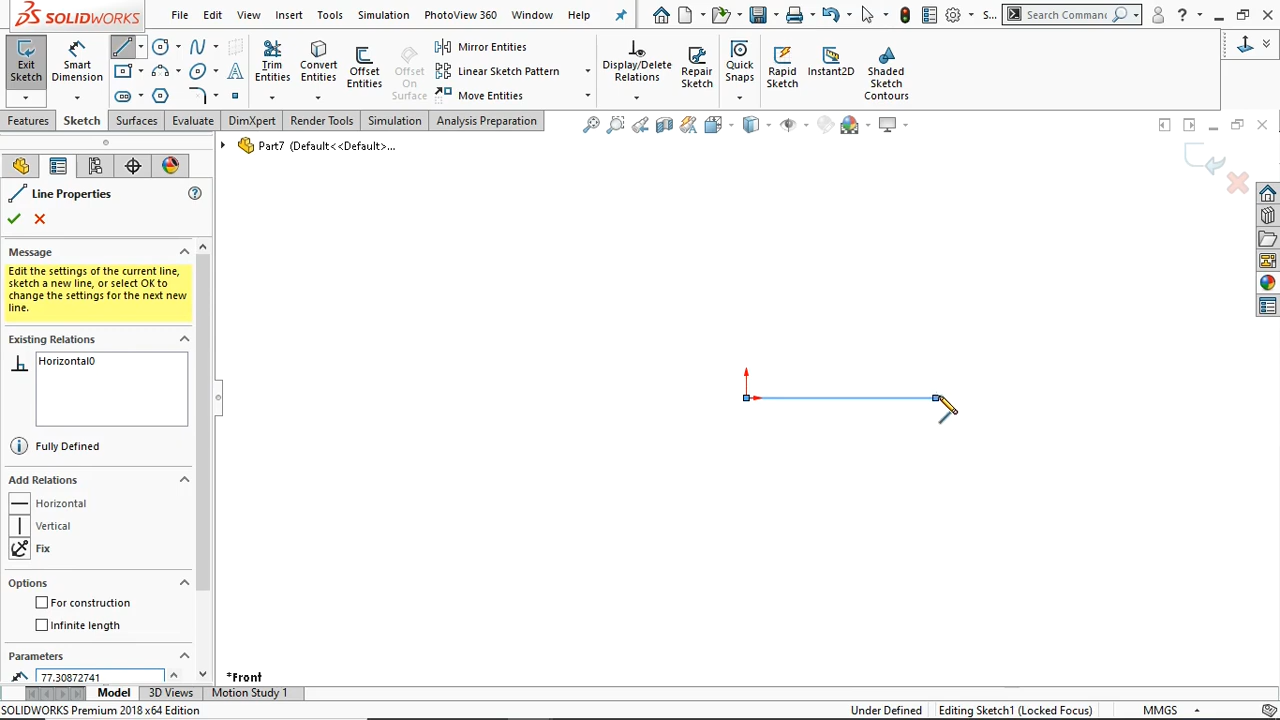 SOLIDWORKS File Edit View Insert Tools Simulation PhotoView 360 Window Help S... Search Comman
Exit Sketch
Smart Dimension
Trim Entities
Convert Entities
Offset Entities
Offset On Surface
Mirror Entities
Linear Sketch Pattern
Move Entities
Display/Delete Relations
Repair Sketch
Quick Snaps
Rapid Sketch
Instant2D
Shaded Sketch Contours
Features Sketch Surfaces Evaluate DimXpert Render Tools Simulation Analysis Preparation
Part7 (Default<<Default>...
Line Properties
Message
Edit the settings of the current line,
sketch a new line, or select OK to
change the settings for the next new
line.
Existing Relations
Horizontal0
Fully Defined
Add Relations
Horizontal
Vertical
Fix
Options
For construction
Infinite length
Parameters
77.30872741
*Front
Model 3D Views Motion Study 1
SOLIDWORKS Premium 2018 x64 Edition Under Defined Editing Sketch1 (Locked Focus) MMGS